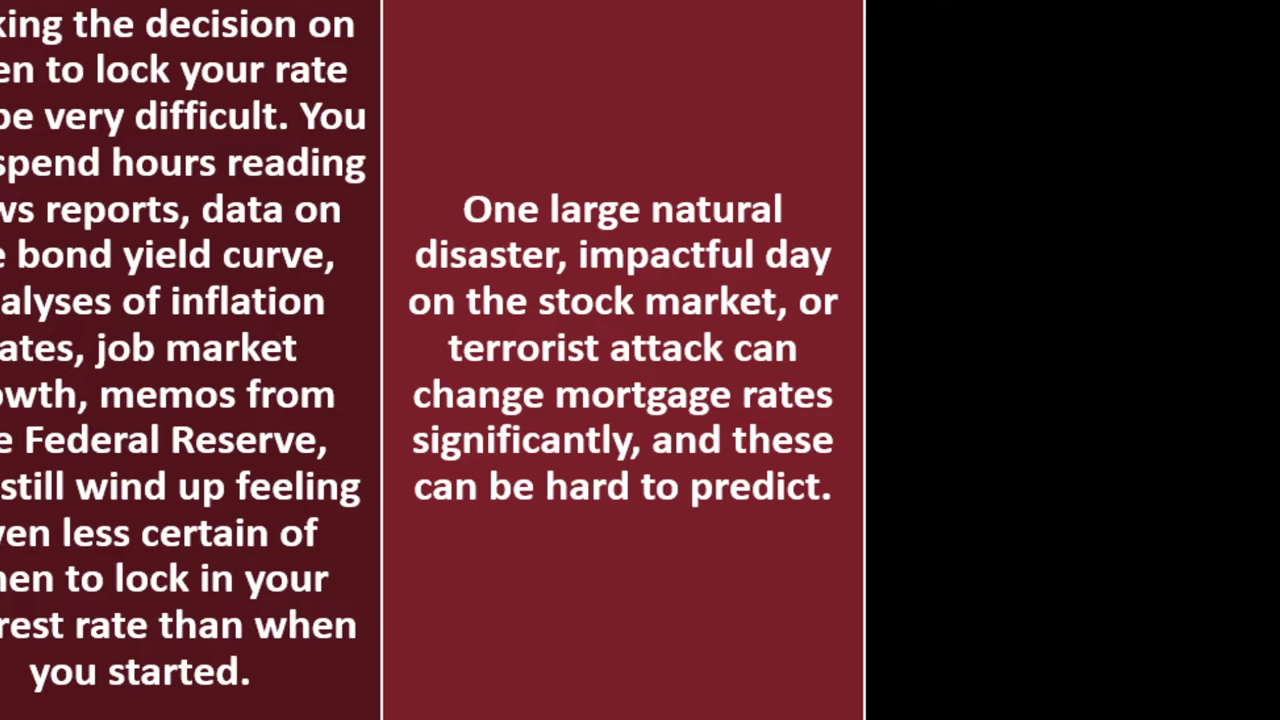 king the decision on
en to lock your rate
be very difficult. You
spend hours reading
ws reports, data on
e bond yield curve,
alyses of inflation
ates, job market
owth, memos from
e Federal Reserve,
still wind up feeling
ven less certain of
hen to lock in your
rest rate than when
you started.
One large natural
disaster, impactful day
on the stock market, or
terrorist attack can
change mortgage rates
significantly, and these
can be hard to predict.